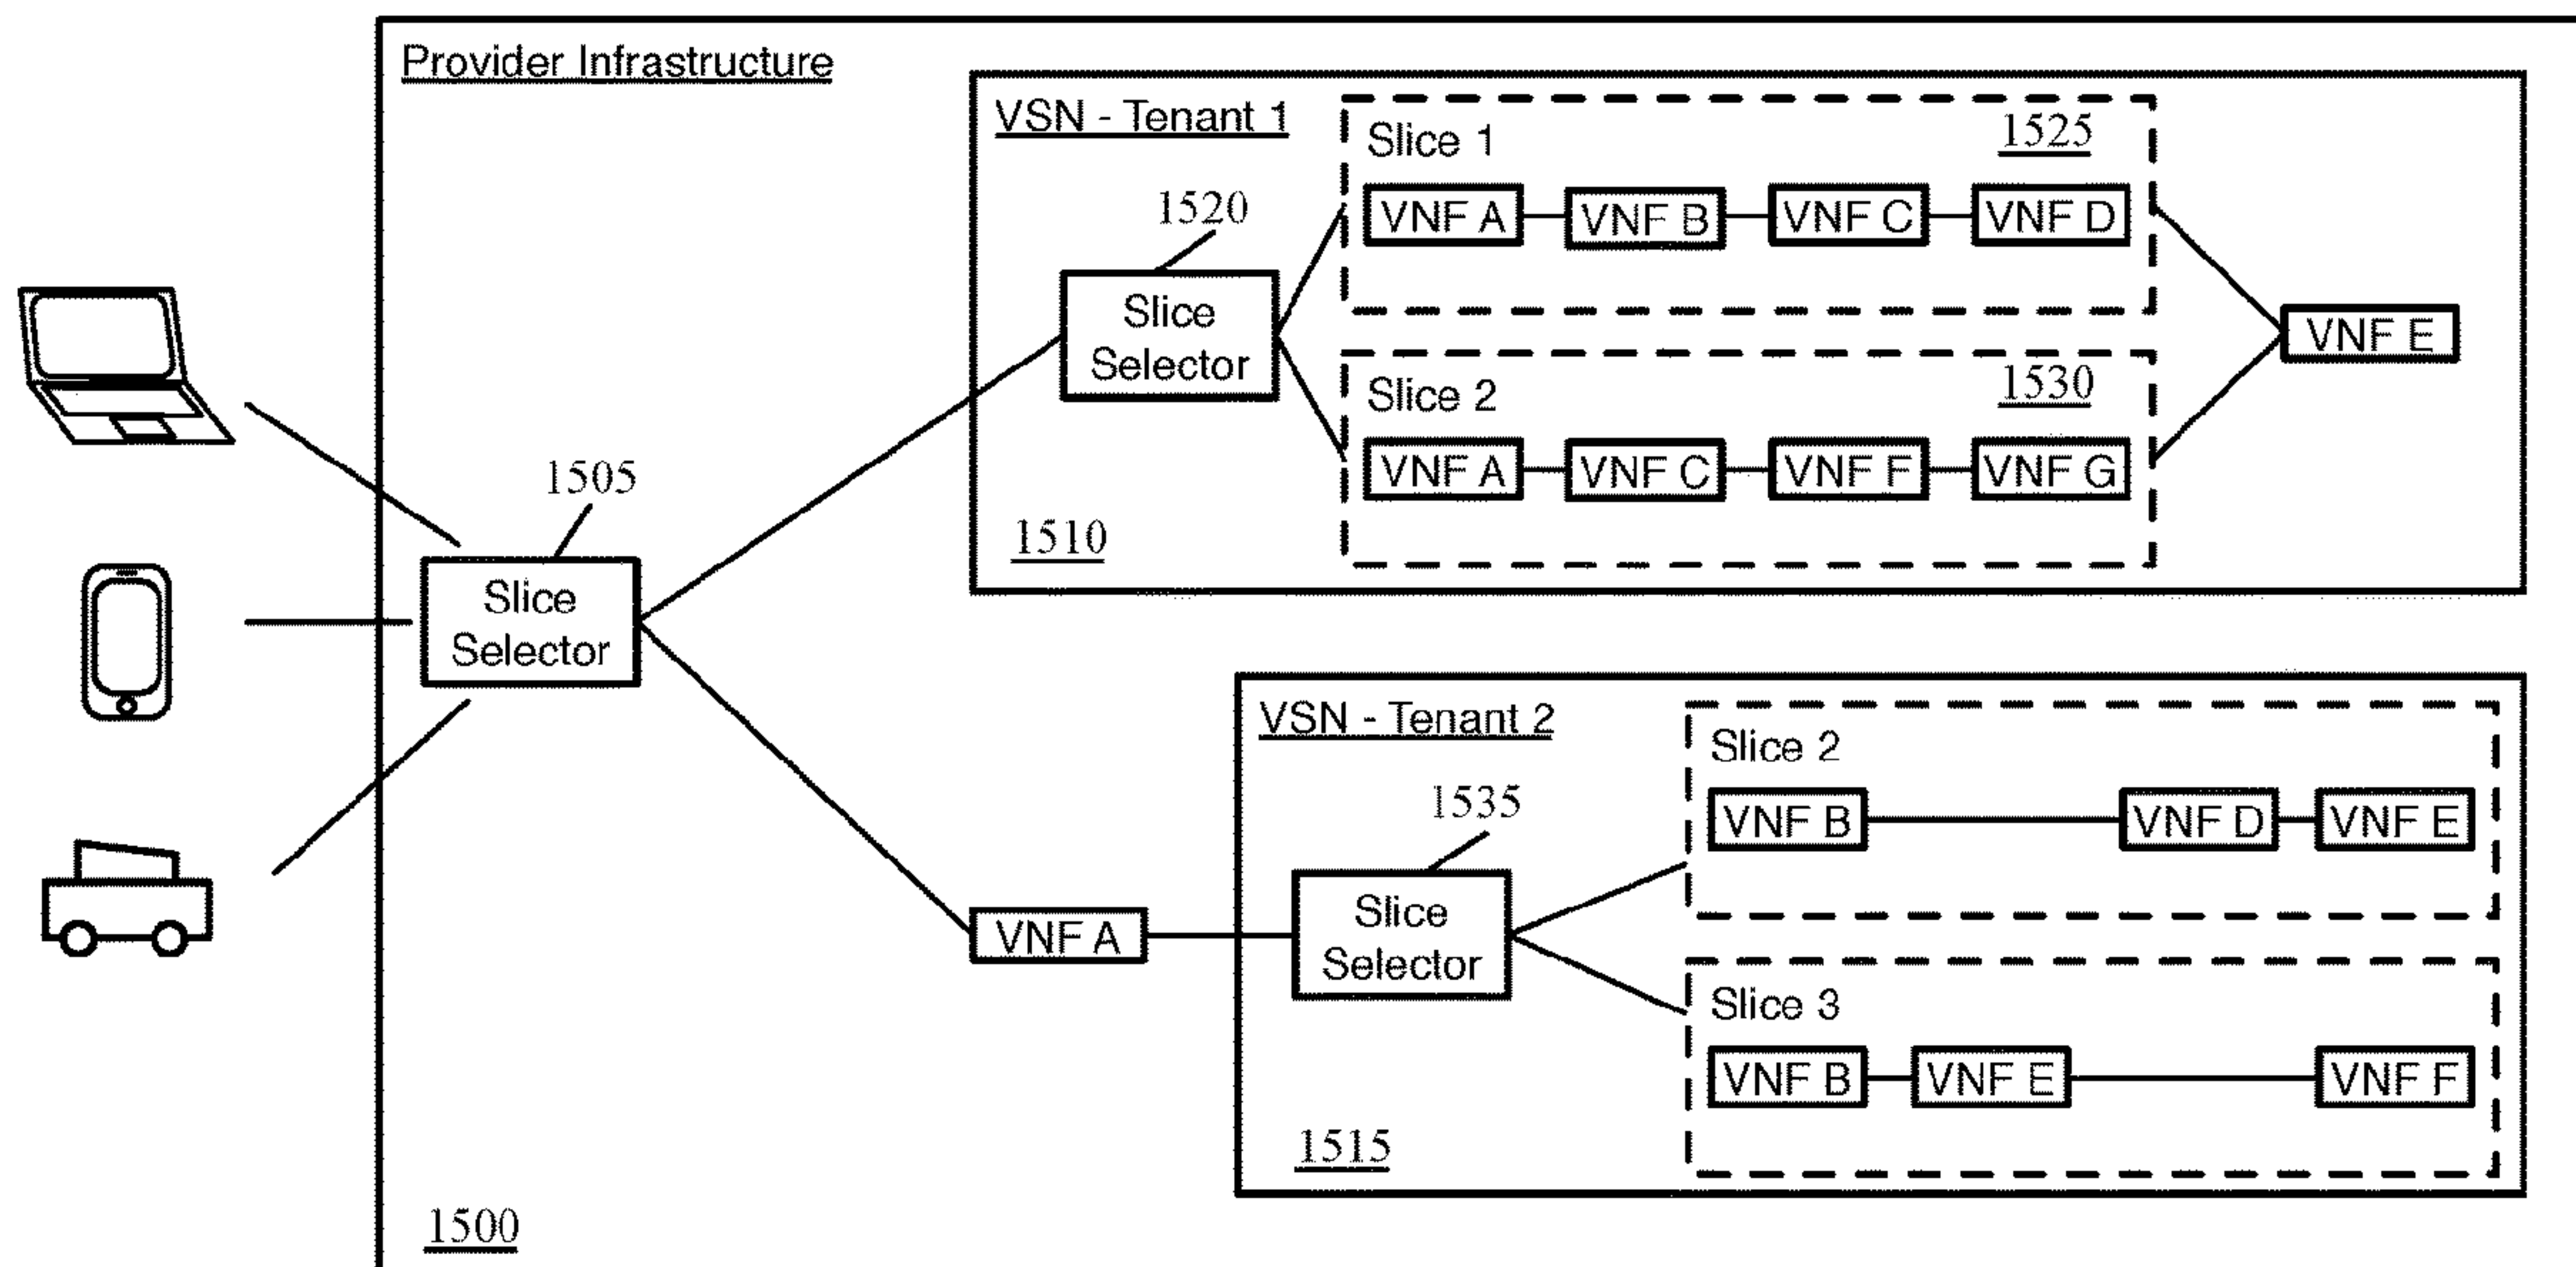 Provider Infrastructure
VSN - Tenant 1
Slice 1
1525
VNF A
VNF B
VNF C
VNF D
1520
Slice
Selector
VNF E
Slice 2
1530
VNF A
VNF C
VNF F
VNF G
1510
1505
Slice
Selector
VSN - Tenant 2
Slice 2
VNF B
VNF D
VNF E
1535
Slice
Selector
VNF A
Slice 3
VNF B
VNF E
VNF F
1515
1500